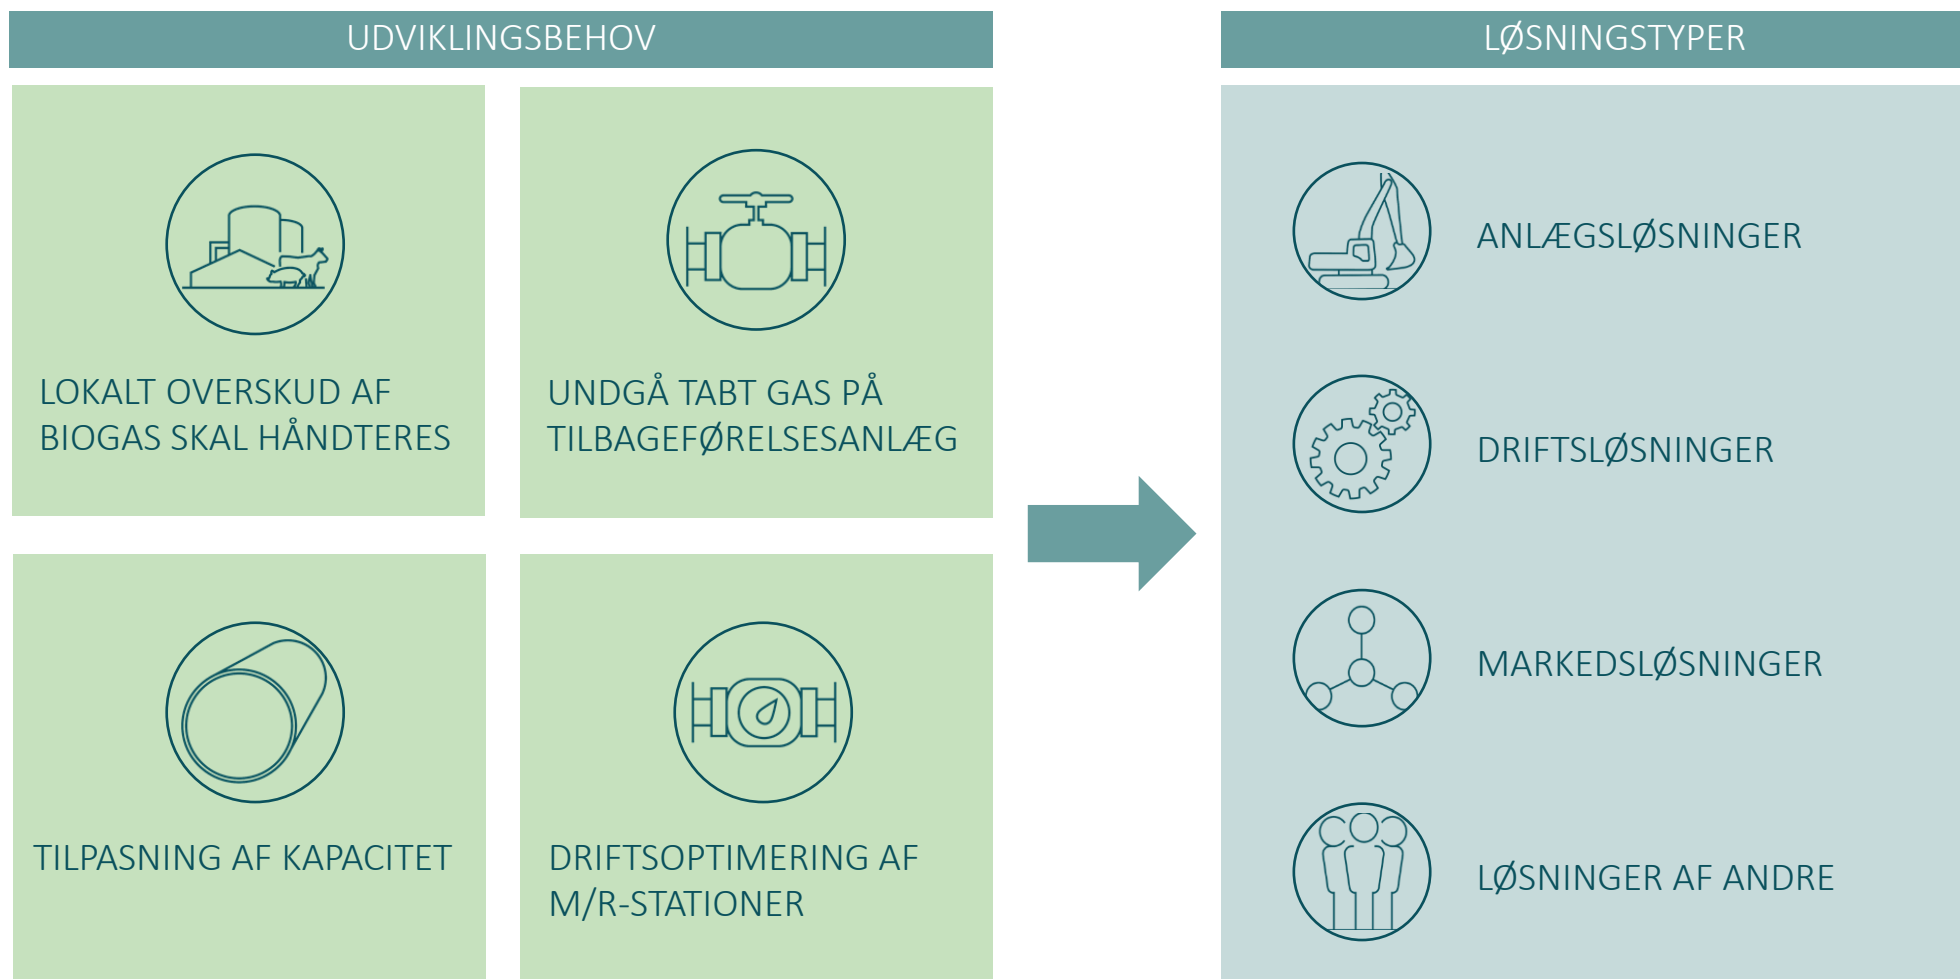 UDVIKLINGSBEHOV
LOKALT OVERSKUD AF
BIOGAS SKAL HÅNDTERES
UNDGÅ TABT GAS PÅ
TILBAGEFØRELSESANLÆG
TILPASNING AF KAPACITET
DRIFTSOPTIMERING AF
M/R-STATIONER
LØSNINGSTYPER
ANLÆGSLØSNINGER
DRIFTSLØSNINGER
MARKEDSLØSNINGER
LØSNINGER AF ANDRE